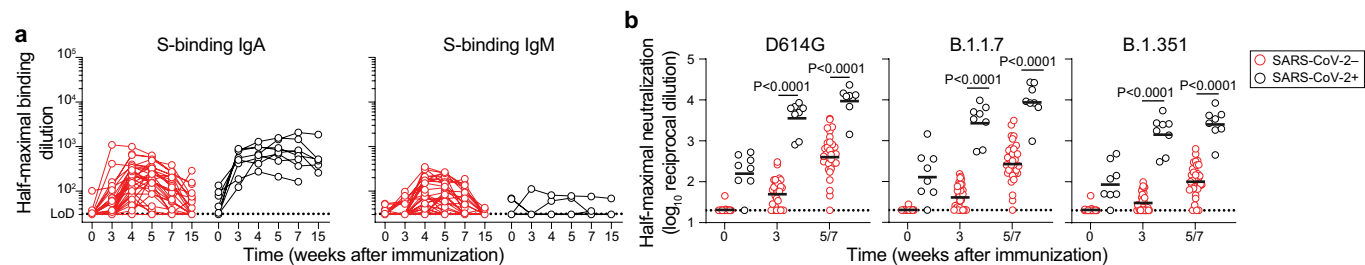 a
S-binding IgA
S-binding IgM
Half-maximal binding
dilution
10⁵
10⁴
10³
10²
LoD
0 3 4 5 7 15 0 3 4 5 7 15
0 3 4 5 7 15 0 3 4 5 7 15
Time (weeks after immunization)
b
D614G
B.1.1.7
B.1.351
Half-maximal neutralization
(log₁₀ reciprocal dilution)
5
4
3
2
1
P<0.0001
P<0.0001
P<0.0001
P<0.0001
P<0.0001
P<0.0001
0 3 5/7
0 3 5/7
0 3 5/7
Time (weeks after immunization)
SARS-CoV-2–
SARS-CoV-2+